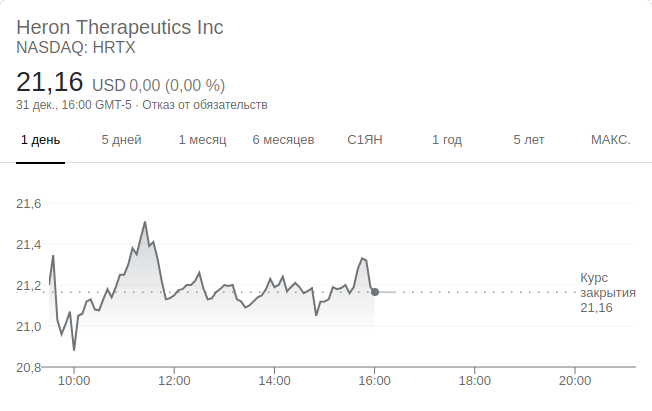 Heron Therapeutics Inc
NASDAQ: HRTX
21,16 USD 0,00 (0,00 %)
31 дек., 16:00 GMT-5 · Отказ от обязательств
1 день 5 дней 1 месяц 6 месяцев С1ЯН 1 год 5 лет МАКС.
21,6
21,4
21,2
21,0
20,8
Курс
закрытия
21,16
10:00 12:00 14:00 16:00 18:00 20:00